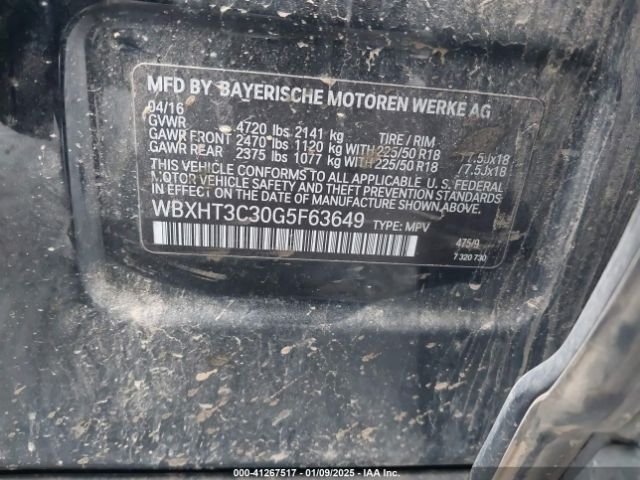 MFD BY BAYERISCHE MOTOREN WERKE AG
04/16
GVWR 4720 lbs 2141 kg TIRE / RIM
GAWR FRONT 2470 lbs 1120 kg WITH 225/50 R18 / 7.5Jx18
GAWR REAR 2375 lbs 1077 kg WITH 225/50 R18 / 7.5Jx18
THIS VEHICLE CONFORMS TO ALL APPLICABLE U.S. FEDERAL
MOTOR VEHICLE SAFETY AND THEFT PREVENTION STANDARDS
IN EFFECT ON THE DATE OF MANUFACTURE SHOWN ABOVE.
WBXHT3C30G5F63649 TYPE: MPV
475/9
7 320 730
000-41267517 - 01/09/2025 - IAA Inc.